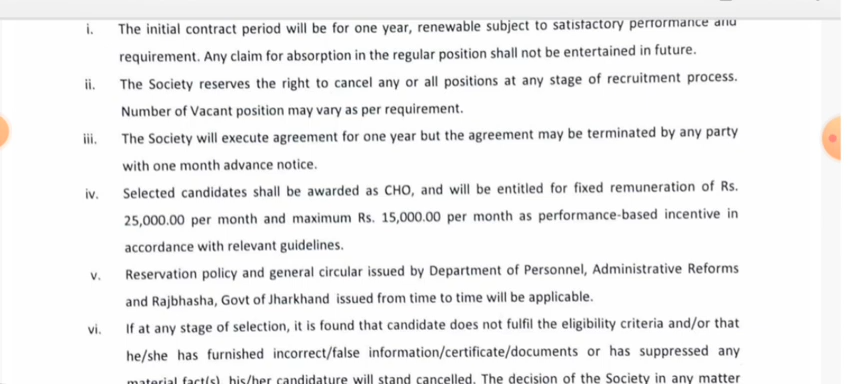 i. The initial contract period will be for one year, renewable subject to satisfactory performance and
requirement. Any claim for absorption in the regular position shall not be entertained in future.
ii. The Society reserves the right to cancel any or all positions at any stage of recruitment process.
Number of Vacant position may vary as per requirement.
iii. The Society will execute agreement for one year but the agreement may be terminated by any party
with one month advance notice.
iv. Selected candidates shall be awarded as CHO, and will be entitled for fixed remuneration of Rs.
25,000.00 per month and maximum Rs. 15,000.00 per month as performance-based incentive in
accordance with relevant guidelines.
v. Reservation policy and general circular issued by Department of Personnel, Administrative Reforms
and Rajbhasha, Govt of Jharkhand issued from time to time will be applicable.
vi. If at any stage of selection, it is found that candidate does not fulfil the eligibility criteria and/or that
he/she has furnished incorrect/false information/certificate/documents or has suppressed any
material fact(s), his/her candidature will stand cancelled. The decision of the Society in any matter